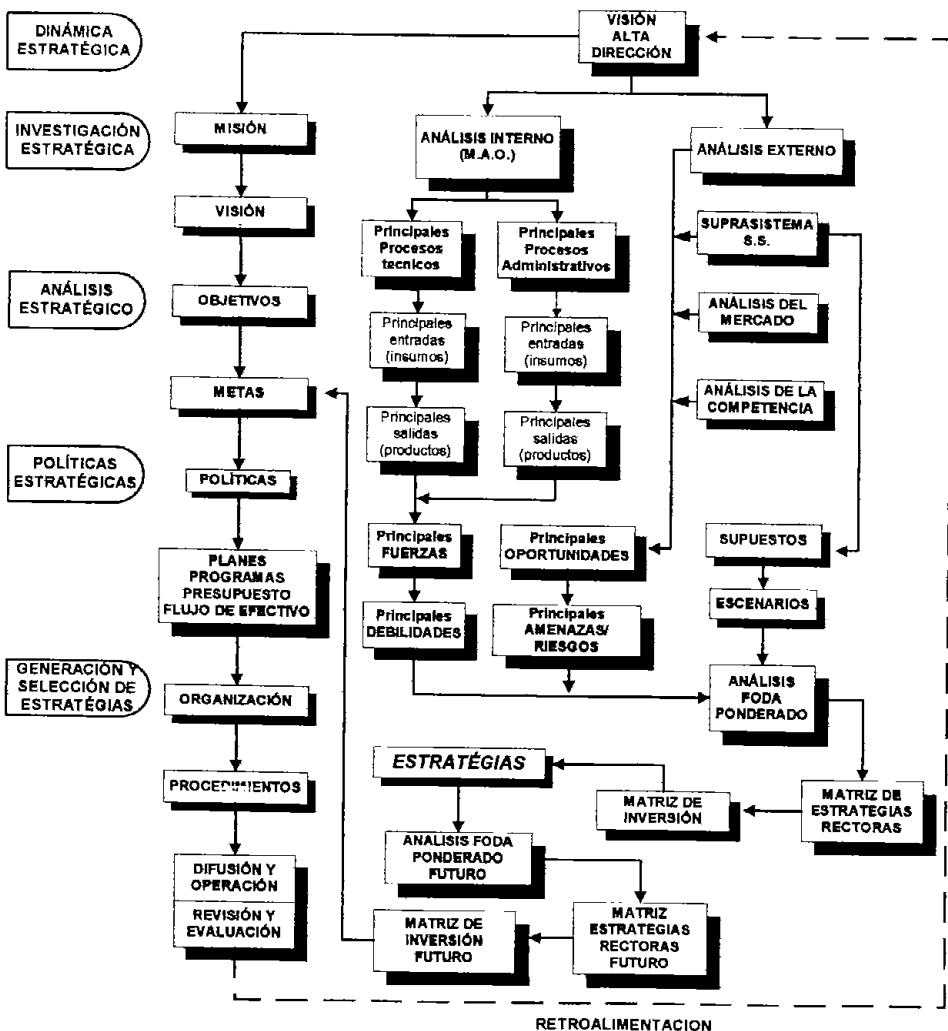 DINÁMICA
ESTRATÉGICA
INVESTIGACIÓN
ESTRATÉGICA
ANÁLISIS
ESTRATÉGICO
POLÍTICAS
ESTRATÉGICAS
GENERACIÓN Y
SELECCIÓN DE
ESTRATÉGIAS
VISIÓN
ALTA
DIRECCIÓN
MISIÓN
VISIÓN
OBJETIVOS
METAS
POLÍTICAS
PLANES
PROGRAMAS
PRESUPUESTO
FLUJO DE EFECTIVO
ORGANIZACIÓN
PROCEDIMIENTOS
DIFUSIÓN Y
OPERACIÓN
REVISIÓN Y
EVALUACIÓN
ANÁLISIS INTERNO
(M.A.O.)
Principales
Procesos
tecnicos
Principales
entradas
(insumos)
Principales
salidas
(productos)
Principales
Procesos
Administrativos
Principales
entradas
(insumos)
Principales
salidas
(productos)
Principales
FUERZAS
Principales
DEBILIDADES
Principales
OPORTUNIDADES
Principales
AMENAZAS/
RIESGOS
ANÁLISIS EXTERNO
SUPRASISTEMA
S.S.
ANÁLISIS DEL
MERCADO
ANÁLISIS DE LA
COMPETENCIA
SUPUESTOS
ESCENARIOS
ANÁLISIS
FODA
PONDERADO
MATRIZ DE
ESTRATEGIAS
RECTORAS
MATRIZ DE
INVERSIÓN
ESTRATÉGIAS
ANALISIS FODA
PONDERADO
FUTURO
MATRIZ
ESTRATEGIAS
RECTORAS
FUTURO
MATRIZ DE
INVERSIÓN
FUTURO
RETROALIMENTACION